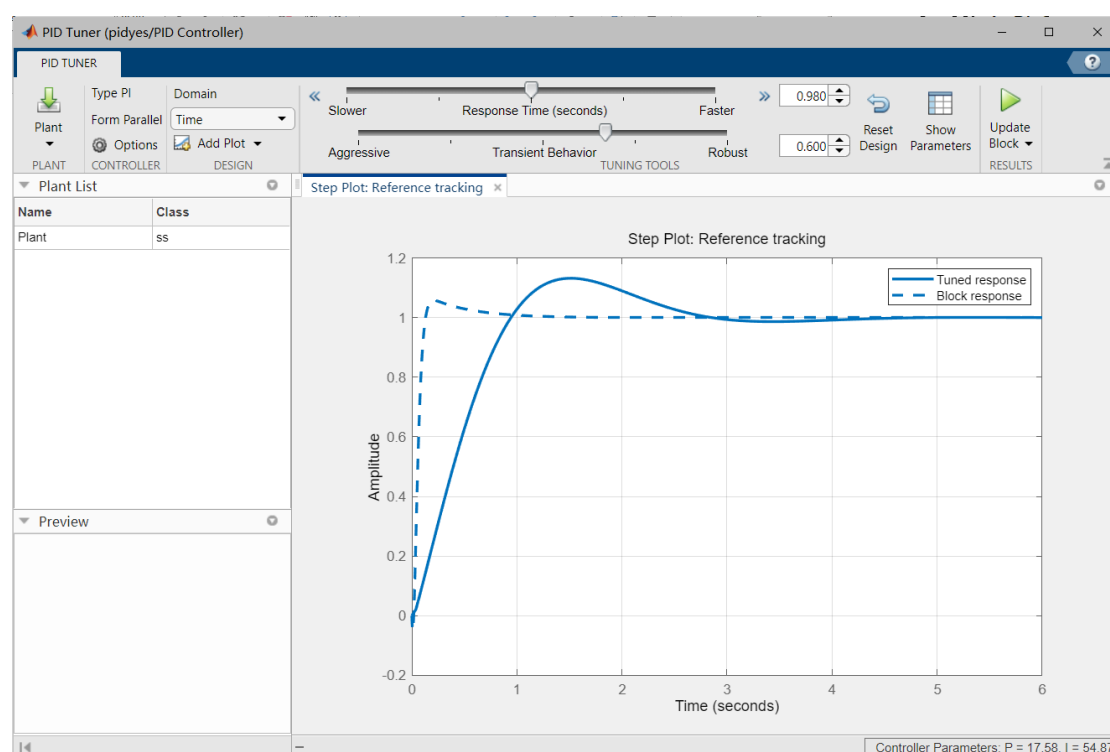 PID Tuner (pidyes/PID Controller)
PID TUNER
Plant
PLANT
Type PI
Form Parallel
Options
CONTROLLER
Domain
Time
Add Plot
DESIGN
Slower
Response Time (seconds)
Faster
0.980
Aggressive
Transient Behavior
Robust
0.600
TUNING TOOLS
Reset
Design
Show
Parameters
Update
Block
RESULTS
Plant List
Name Class
Plant ss
Preview
Step Plot: Reference tracking
Step Plot: Reference tracking
Tuned response
Block response
Amplitude
1.2
1
0.8
0.6
0.4
0.2
0
-0.2
0 1 2 3 4 5 6
Time (seconds)
Controller Parameters: P = 17.58, I = 54.87